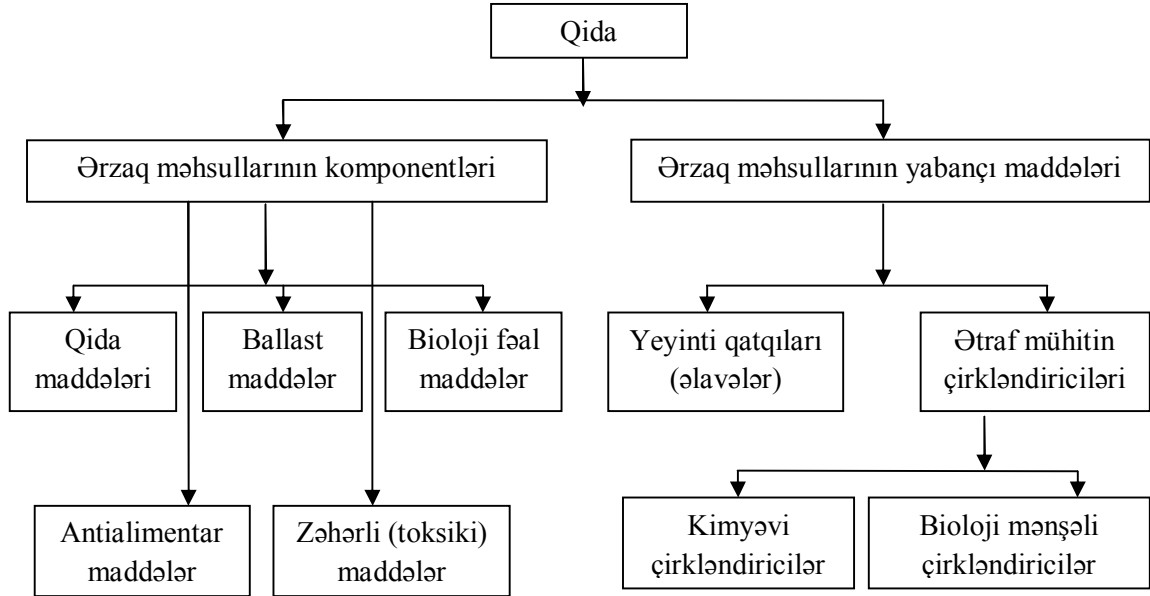 Qida
Ərzaq məhsullarının komponentləri
Ərzaq məhsullarının yabançı maddələri
Qida
maddələri
Ballast
maddələr
Bioloji fəal
maddələr
Yeyinti qatqıları
(əlavələr)
Ətraf mühitin
çirkləndiriciləri
Antialimentar
maddələr
Zəhərli (toksiki)
maddələr
Kimyəvi
çirkləndiricilər
Bioloji mənşəli
çirkləndiricilər